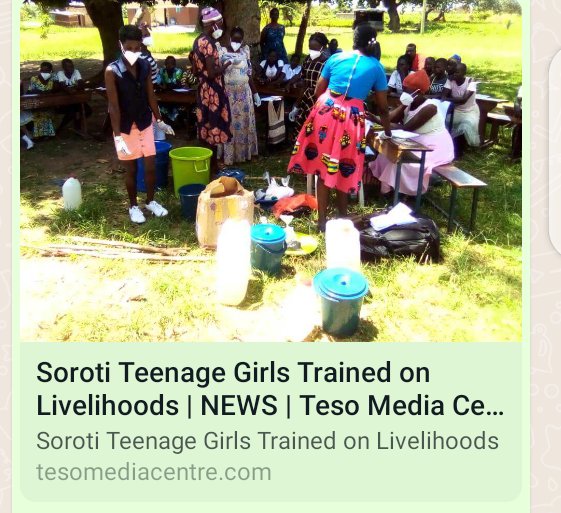 Soroti Teenage Girls Trained on
Livelihoods | NEWS | Teso Media Ce...
Soroti Teenage Girls Trained on Livelihoods
tesomediacentre.com